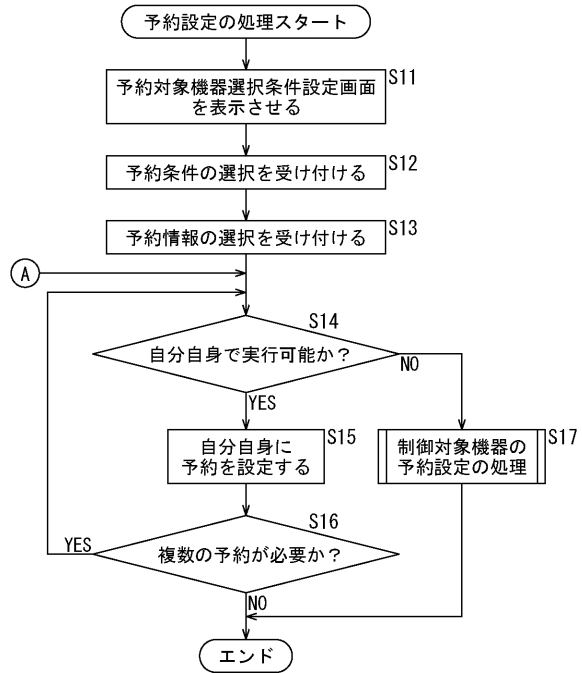 予約設定の処理スタート
S11
予約対象機器選択条件設定画面
を表示させる
S12
予約条件の選択を受け付ける
S13
予約情報の選択を受け付ける
A
S14
自分自身で実行可能か？
NO
YES
S15
自分自身に
予約を設定する
S17
制御対象機器の
予約設定の処理
S16
YES
複数の予約が必要か？
NO
エンド